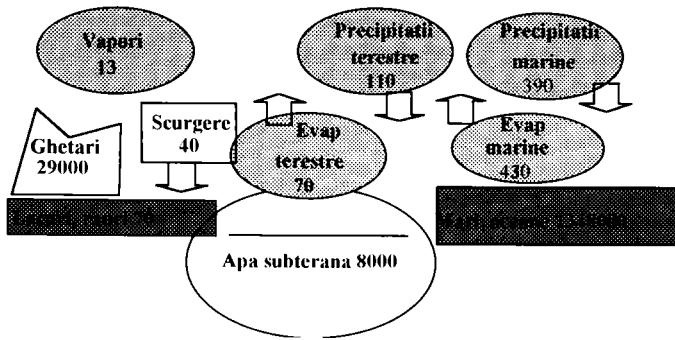 Vapori
13
Precipitatii
terestre
110
Precipitatii
marine
390
Ghetari
29000
Scurgere
40
Evap
terestre
70
Evap
marine
430
Apa subterana 8000